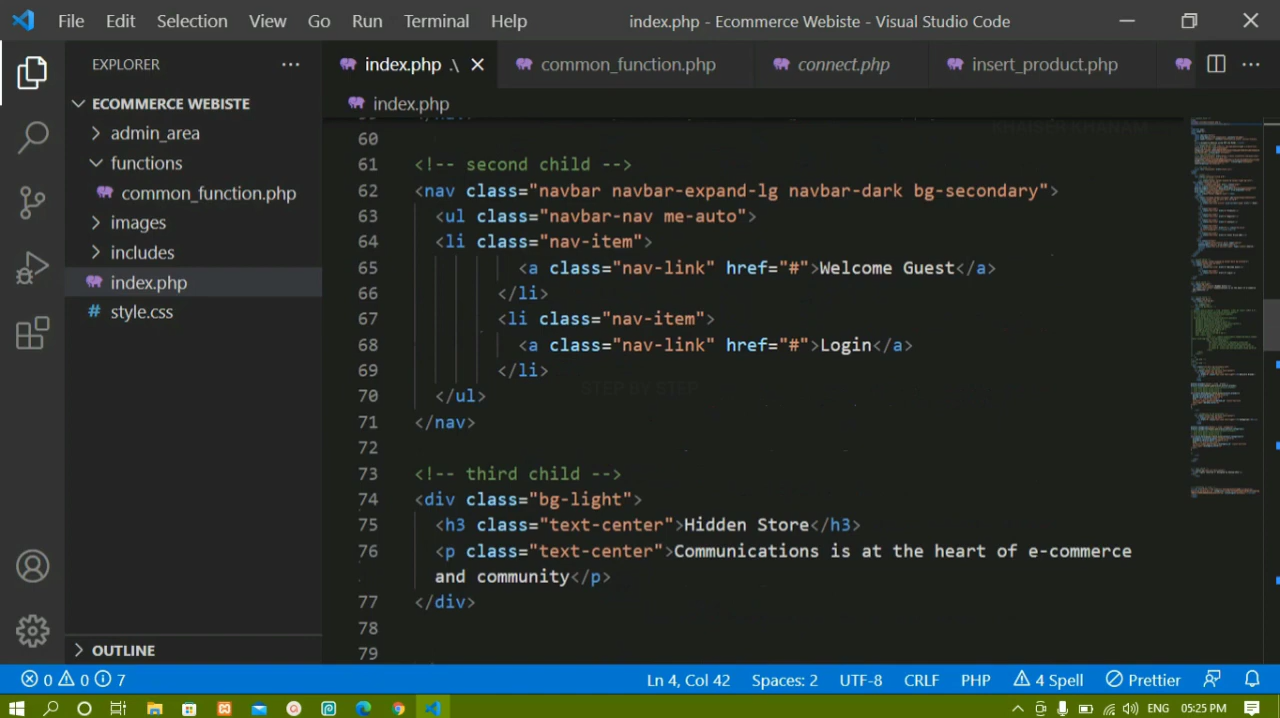 File Edit Selection View Go Run Terminal Help index.php - Ecommerce Webiste - Visual Studio Code
EXPLORER
index.php .\ common_function.php connect.php insert_product.php
ECOMMERCE WEBISTE
index.php
admin_area
functions
common_function.php
images
includes
index.php
# style.css
OUTLINE
KHAISER KHANAM
60
61 <!-- second child -->
62 <nav class="navbar navbar-expand-lg navbar-dark bg-secondary">
63 <ul class="navbar-nav me-auto">
64 <li class="nav-item">
65 <a class="nav-link" href="#">Welcome Guest</a>
66 </li>
67 <li class="nav-item">
68 <a class="nav-link" href="#">Login</a>
69 </li>
STEP BY STEP
70 </ul>
71 </nav>
72
73 <!-- third child -->
74 <div class="bg-light">
75 <h3 class="text-center">Hidden Store</h3>
76 <p class="text-center">Communications is at the heart of e-commerce
and community</p>
77 </div>
78
79
0 0 7 Ln 4, Col 42 Spaces: 2 UTF-8 CRLF PHP 4 Spell Prettier
ENG 05:25 PM